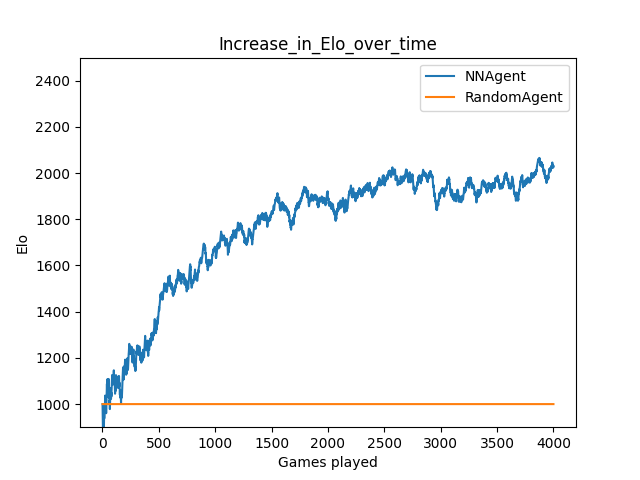 Increase_in_Elo_over_time
NNAgent
RandomAgent
2400
2200
2000
1800
1600
1400
1200
1000
Elo
0 500 1000 1500 2000 2500 3000 3500 4000
Games played